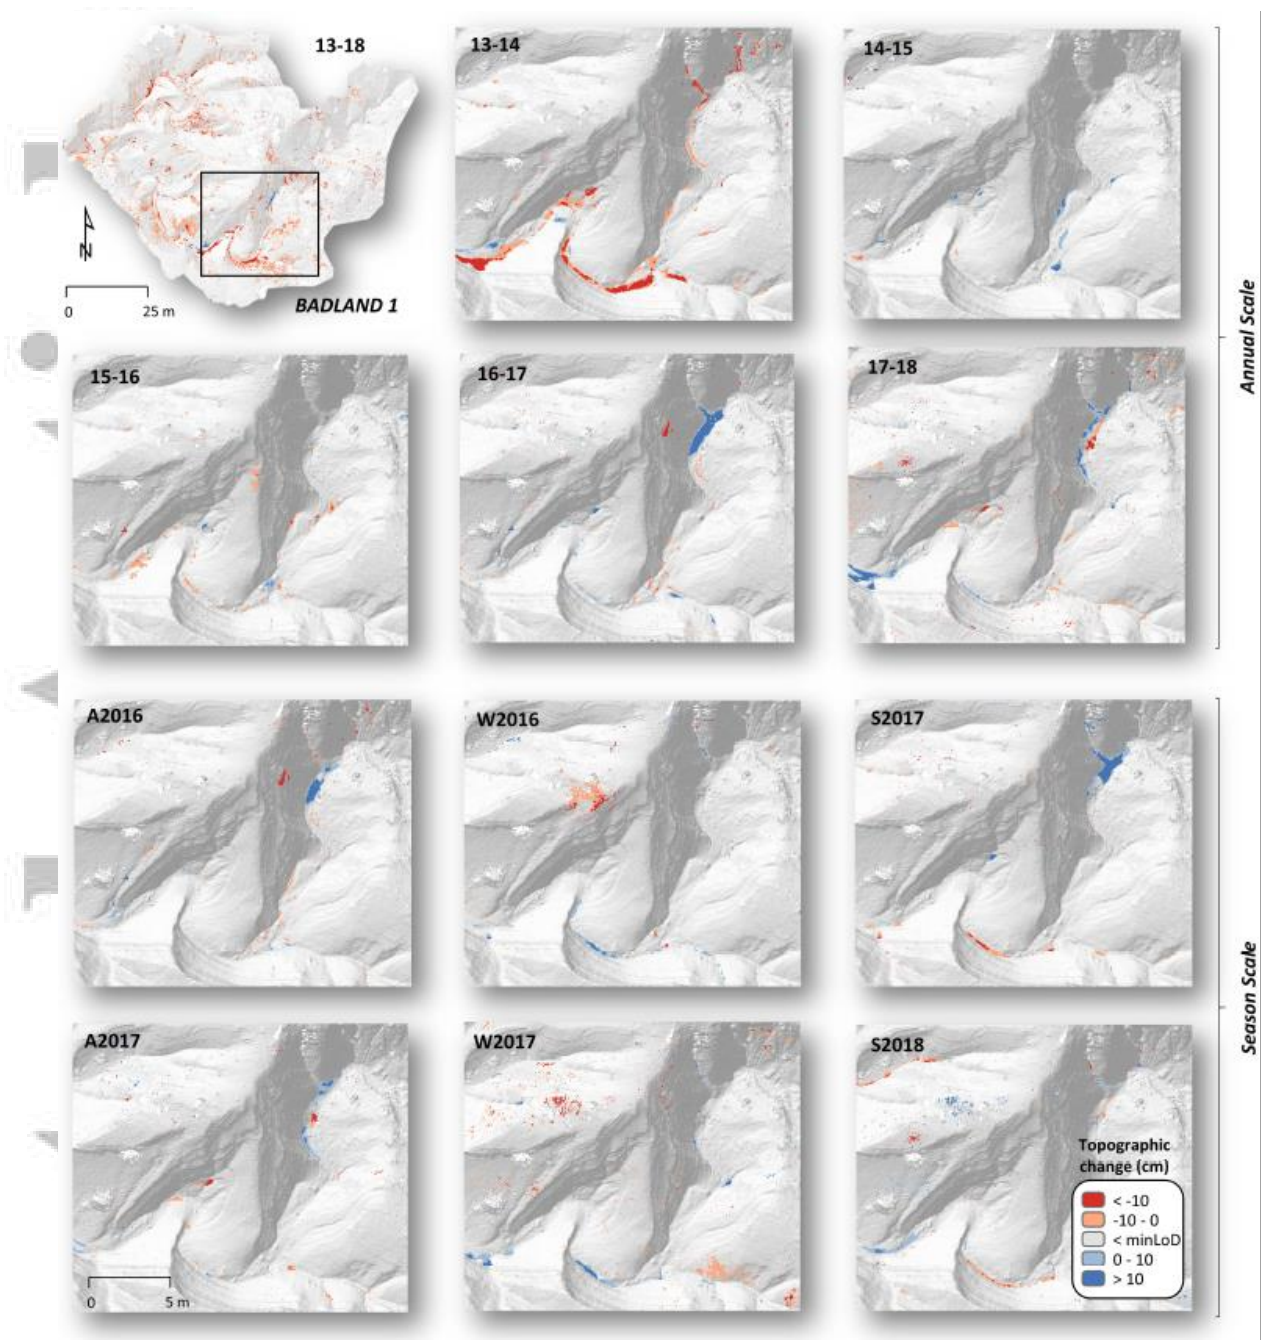 13-18
13-14
14-15
N
0 25 m
BADLAND 1
15-16
16-17
17-18
Annual Scale
A2016
W2016
S2017
A2017
W2017
S2018
0 5 m
Topographic
change (cm)
< -10
-10 - 0
< minLoD
0 - 10
> 10
Season Scale